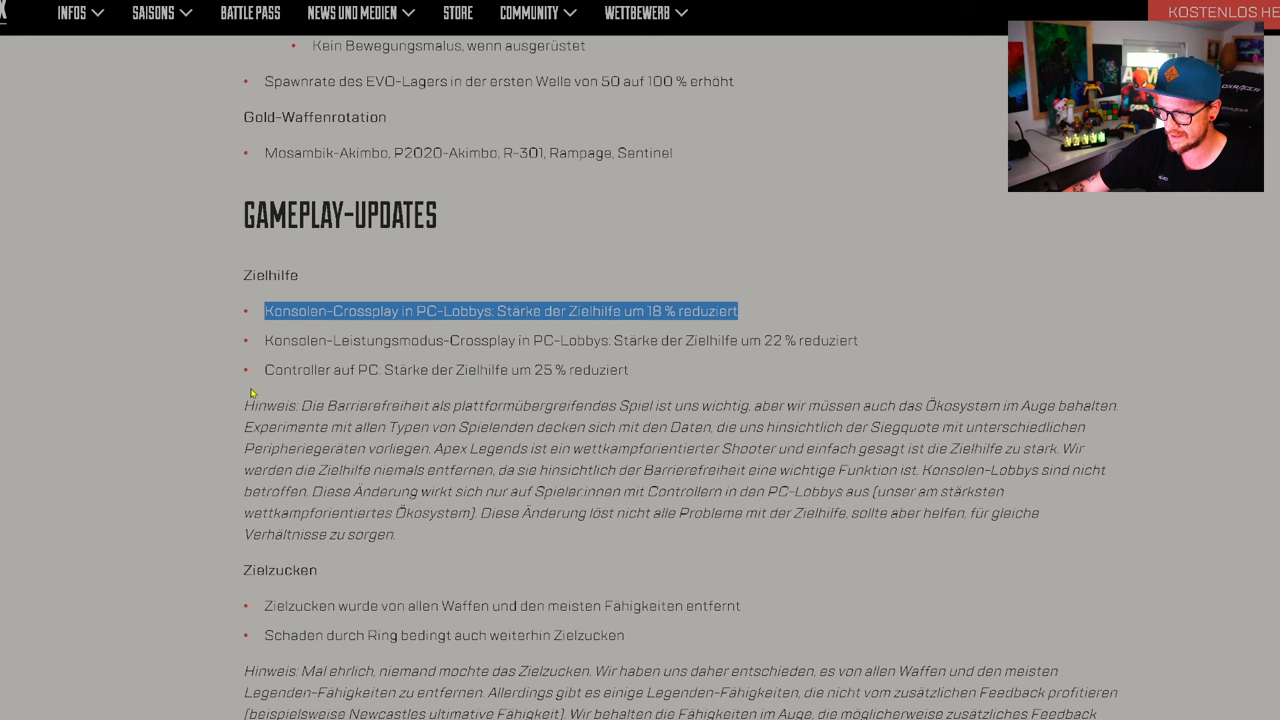 INFOS SAISONS BATTLE PASS NEWS UND MEDIEN STORE COMMUNITY WETTBEWERB KOSTENLOS HE
• Kein Bewegungsmalus, wenn ausgerüstet
• Spawnrate des EVO-Lagers in der ersten Welle von 50 auf 100 % erhöht
Gold-Waffenrotation
• Mosambik-Akimbo, P2020-Akimbo, R-301, Rampage, Sentinel
GAMEPLAY-UPDATES
Zielhilfe
• Konsolen-Crossplay in PC-Lobbys: Stärke der Zielhilfe um 18 % reduziert
• Konsolen-Leistungsmodus-Crossplay in PC-Lobbys: Stärke der Zielhilfe um 22 % reduziert
• Controller auf PC: Stärke der Zielhilfe um 25 % reduziert
Hinweis: Die Barrierefreiheit als plattformübergreifendes Spiel ist uns wichtig, aber wir müssen auch das Ökosystem im Auge behalten.
Experimente mit allen Typen von Spielenden decken sich mit den Daten, die uns hinsichtlich der Siegquote mit unterschiedlichen
Peripheriegeräten vorliegen. Apex Legends ist ein wettkampforientierter Shooter und einfach gesagt ist die Zielhilfe zu stark. Wir
werden die Zielhilfe niemals entfernen, da sie hinsichtlich der Barrierefreiheit eine wichtige Funktion ist. Konsolen-Lobbys sind nicht
betroffen. Diese Änderung wirkt sich nur auf Spieler:innen mit Controllern in den PC-Lobbys aus (unser am stärksten
wettkampforientiertes Ökosystem). Diese Änderung löst nicht alle Probleme mit der Zielhilfe, sollte aber helfen, für gleiche
Verhältnisse zu sorgen.
Zielzucken
• Zielzucken wurde von allen Waffen und den meisten Fähigkeiten entfernt
• Schaden durch Ring bedingt auch weiterhin Zielzucken
Hinweis: Mal ehrlich, niemand mochte das Zielzucken. Wir haben uns daher entschieden, es von allen Waffen und den meisten
Legenden-Fähigkeiten zu entfernen. Allerdings gibt es einige Legenden-Fähigkeiten, die nicht vom zusätzlichen Feedback profitieren
(beispielsweise Newcastles ultimative Fähigkeit). Wir behalten die Fähigkeiten im Auge, die möglicherweise zusätzliches Feedback